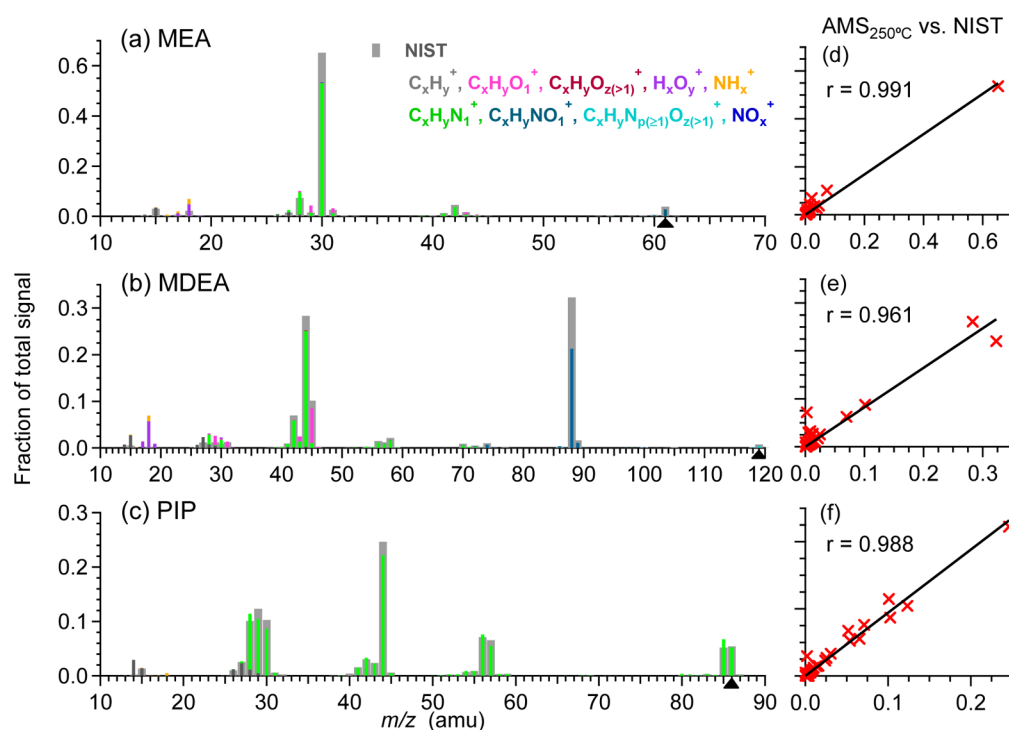 AMS250ºC vs. NIST
(a) MEA
NIST
CxHy+, CxHyO1+, CxHyOz(>1)+, HxOy+, NHx+
CxHyN1+, CxHyNO1+, CxHyNp(≥1)Oz(>1)+, NOx+
0.6
0.4
0.2
0.0
10 20 30 40 50 60 70
(d)
r = 0.991
0.0 0.2 0.4 0.6
Fraction of total signal
(b) MDEA
0.3
0.2
0.1
0.0
10 20 30 40 50 60 70 80 90 100 110 120
(e)
r = 0.961
0.0 0.1 0.2 0.3
(c) PIP
0.3
0.2
0.1
0.0
10 20 30 40 50 60 70 80 90
m/z (amu)
(f)
r = 0.988
0.0 0.1 0.2